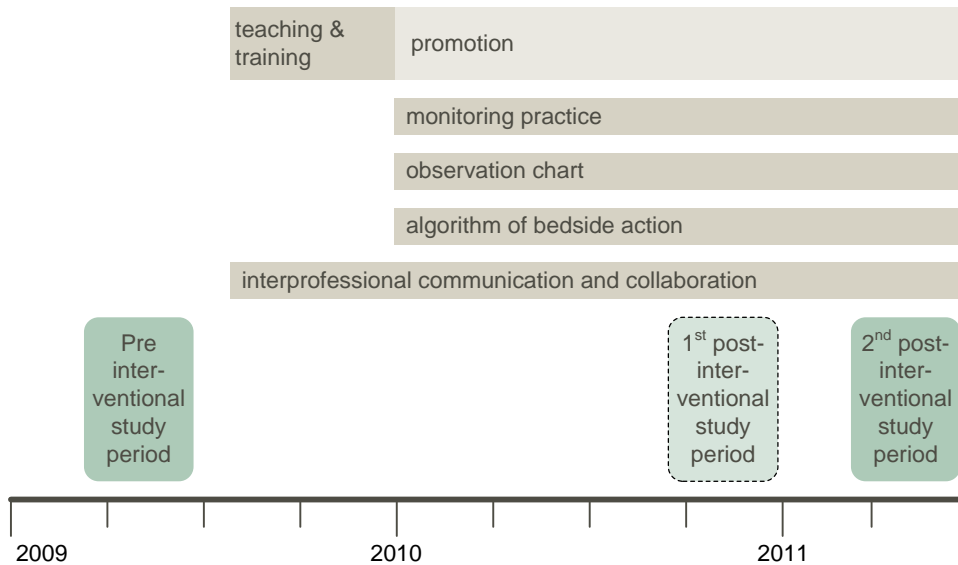 teaching &
training
promotion
monitoring practice
observation chart
algorithm of bedside action
interprofessional communication and collaboration
Pre
inter-
ventional
study
period
1st post-
inter-
ventional
study
period
2nd post-
inter-
ventional
study
period
2009
2010
2011